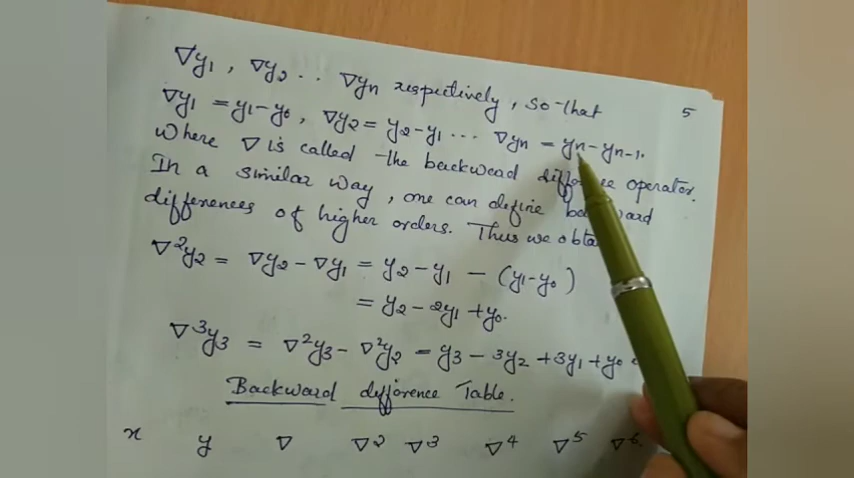 ∇y1 , ∇y2 .. ∇yn respectively, so that
5
∇y1 = y1-y0 , ∇y2 = y2-y1 ... ∇yn = yn-yn-1.
Where ∇ is called the backward difference operator.
In a similar way, one can define backward
differences of higher orders. Thus we obta
∇²y2 = ∇y2 - ∇y1 = y2-y1 - (y1-y0)
= y2 - 2y1 + y0.
∇³y3 = ∇²y3 - ∇²y2 = y3 - 3y2 + 3y1 + y0
Backward difference Table.
x y ∇ ∇2 ∇3 ∇4 ∇5 ∇6.